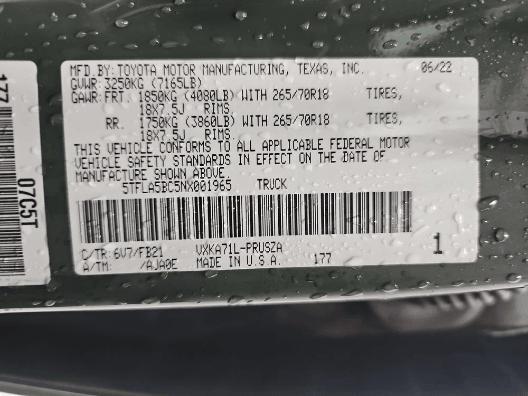 MFD.BY: TOYOTA MOTOR MANUFACTURING, TEXAS, INC. 06/22
GVWR: 3250KG (7165LB)
GAWR: FRT. 1850KG (4080LB) WITH 265/70R18 TIRES,
18X7.5J RIMS.
RR. 1750KG (3860LB) WITH 265/70R18 TIRES,
18X7.5J RIMS.
THIS VEHICLE CONFORMS TO ALL APPLICABLE FEDERAL MOTOR
VEHICLE SAFETY STANDARDS IN EFFECT ON THE DATE OF
MANUFACTURE SHOWN ABOVE.
5TFLA5BC5NX001965 TRUCK
C/TR: 6V7/FB21 VXKA71L-PRUSZA
A/TM: /AJA0E MADE IN U.S.A. 177
1
177
07C5T